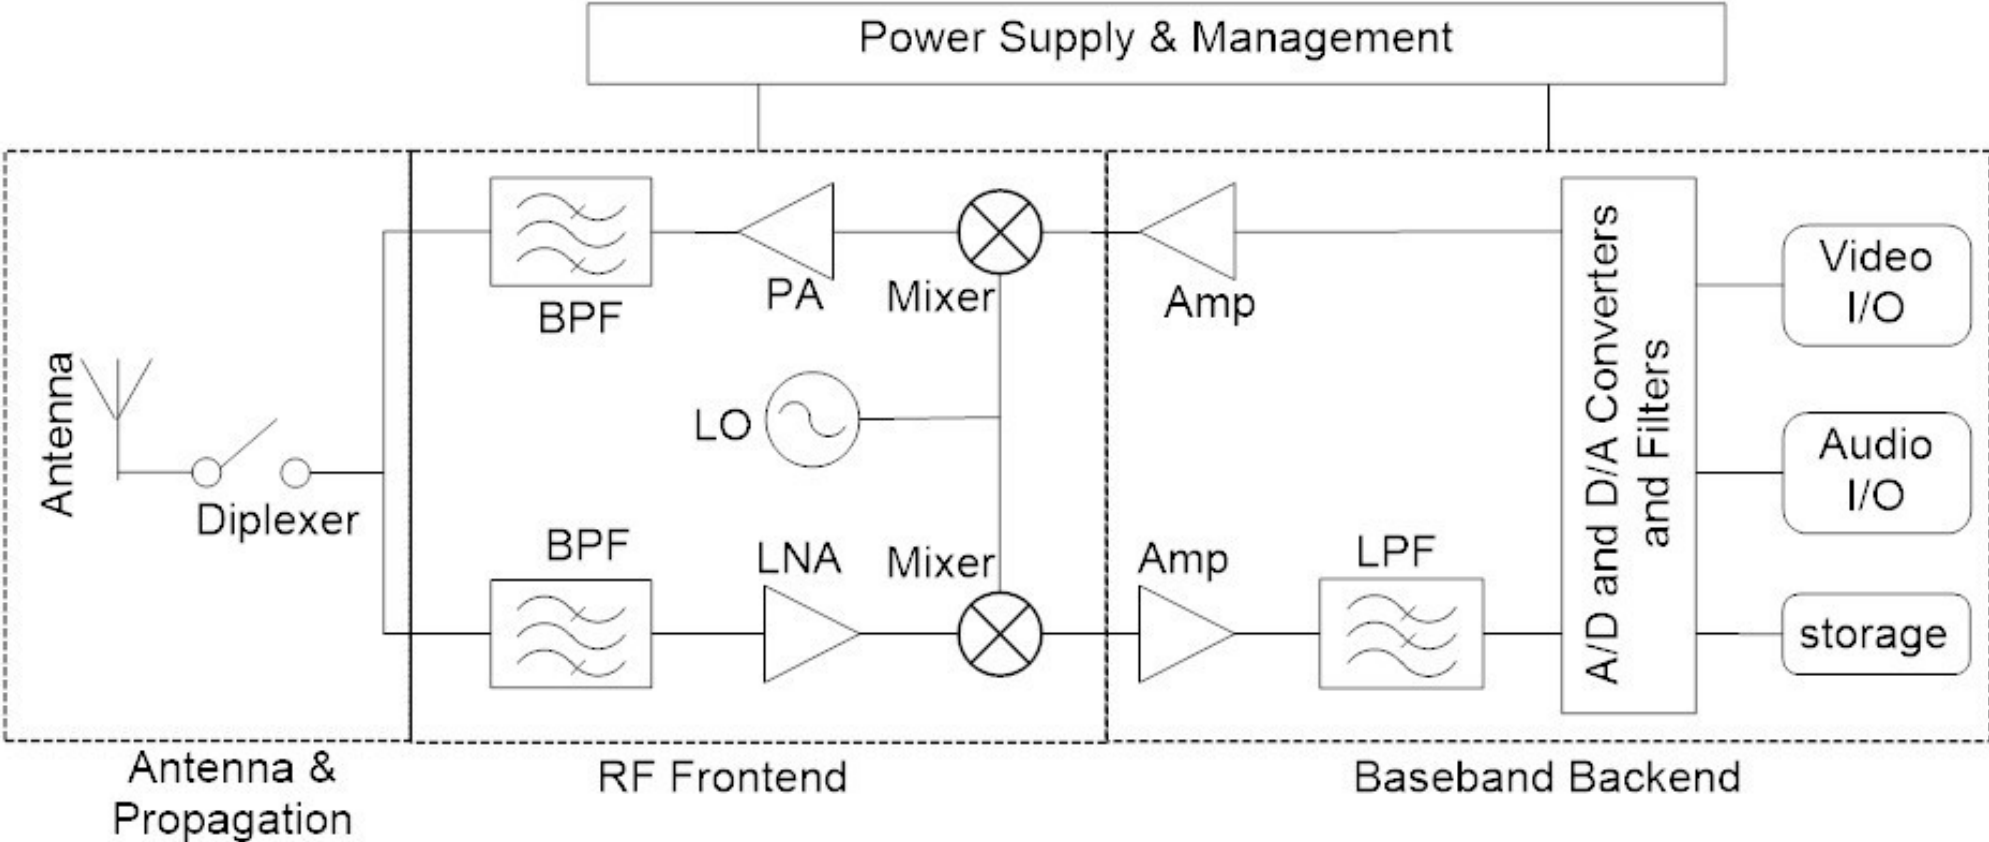 Power Supply & Management
BPF
PA
Mixer
Amp
A/D and D/A Converters
and Filters
Video
I/O
Antenna
LO
Audio
I/O
Diplexer
BPF
LNA
Mixer
Amp
LPF
storage
Antenna &
Propagation
RF Frontend
Baseband Backend